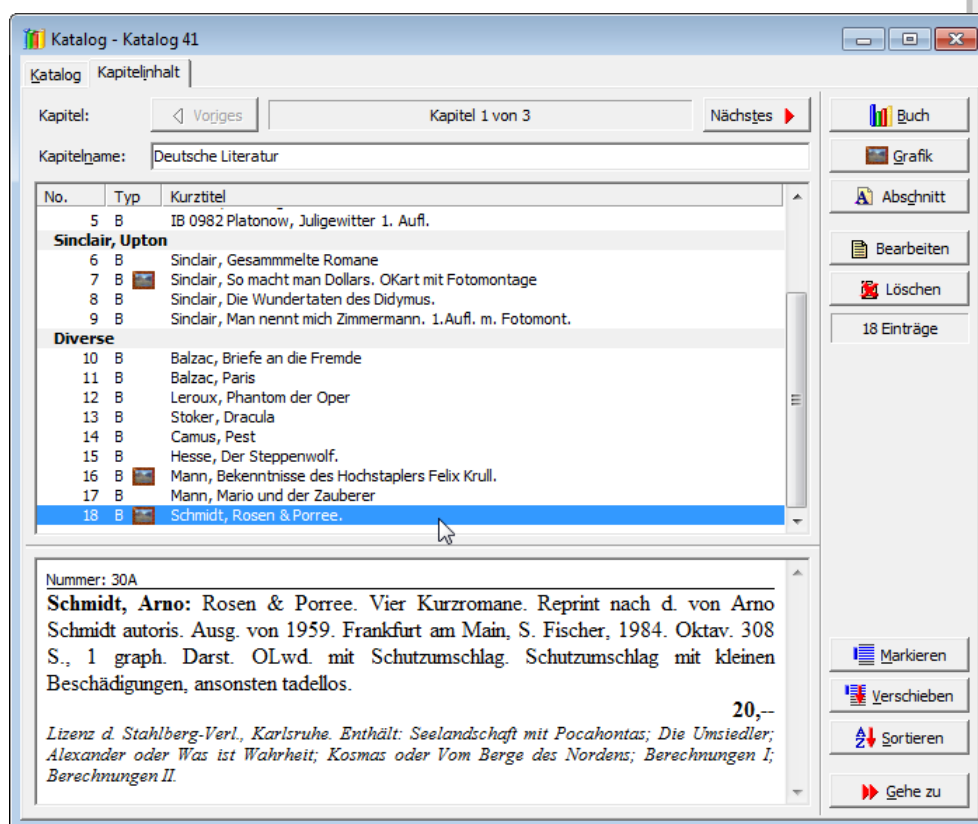 Katalog - Katalog 41
Katalog Kapitelinhalt
Kapitel: Voriges Kapitel 1 von 3 Nächstes
Kapitelname: Deutsche Literatur
No. Typ Kurztitel
5 B IB 0982 Platonow, Juligewitter 1. Aufl.
Sinclair, Upton
6 B Sinclair, Gesammmelte Romane
7 B Sinclair, So macht man Dollars. OKart mit Fotomontage
8 B Sinclair, Die Wundertaten des Didymus.
9 B Sinclair, Man nennt mich Zimmermann. 1.Aufl. m. Fotomont.
Diverse
10 B Balzac, Briefe an die Fremde
11 B Balzac, Paris
12 B Leroux, Phantom der Oper
13 B Stoker, Dracula
14 B Camus, Pest
15 B Hesse, Der Steppenwolf.
16 B Mann, Bekenntnisse des Hochstaplers Felix Krull.
17 B Mann, Mario und der Zauberer
18 B Schmidt, Rosen & Porree.
Nummer: 30A
Schmidt, Arno: Rosen & Porree. Vier Kurzromane. Reprint nach d. von Arno
Schmidt autoris. Ausg. von 1959. Frankfurt am Main, S. Fischer, 1984. Oktav. 308
S., 1 graph. Darst. OLwd. mit Schutzumschlag. Schutzumschlag mit kleinen
Beschädigungen, ansonsten tadellos.
20,--
Lizenz d. Stahlberg-Verl., Karlsruhe. Enthält: Seelandschaft mit Pocahontas; Die Umsiedler;
Alexander oder Was ist Wahrheit; Kosmas oder Vom Berge des Nordens; Berechnungen I;
Berechnungen II.
Buch
Grafik
Abschnitt
Bearbeiten
Löschen
18 Einträge
Markieren
Verschieben
Sortieren
Gehe zu